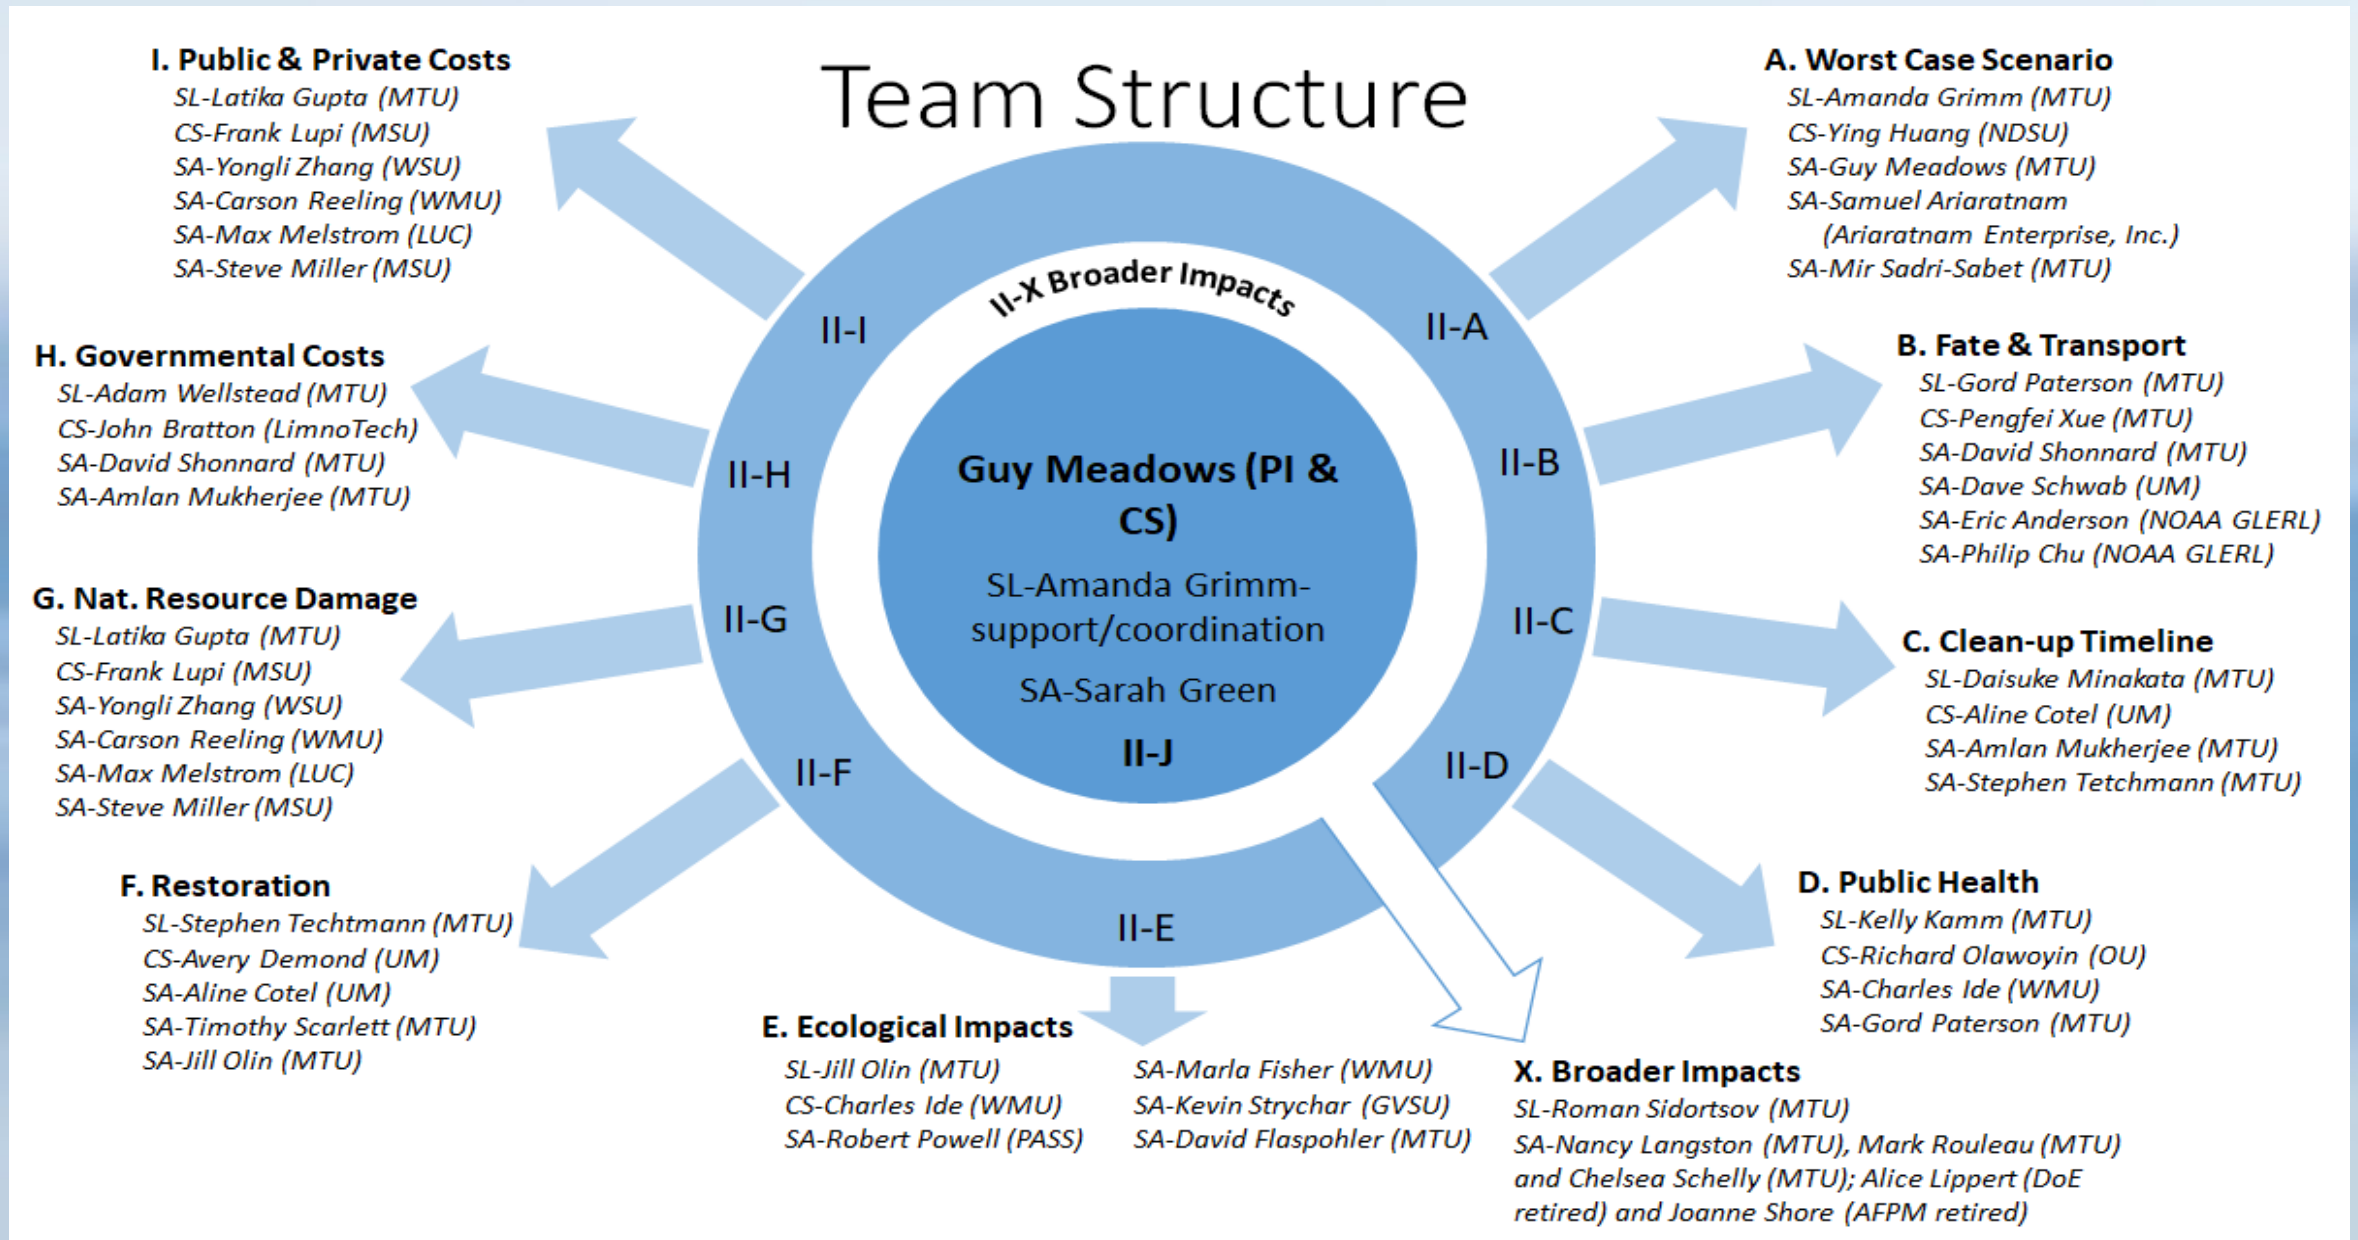 Team Structure
I. Public & Private Costs
SL-Latika Gupta (MTU)
CS-Frank Lupi (MSU)
SA-Yongli Zhang (WSU)
SA-Carson Reeling (WMU)
SA-Max Melstrom (LUC)
SA-Steve Miller (MSU)
H. Governmental Costs
SL-Adam Wellstead (MTU)
CS-John Bratton (LimnoTech)
SA-David Shonnard (MTU)
SA-Amlan Mukherjee (MTU)
G. Nat. Resource Damage
SL-Latika Gupta (MTU)
CS-Frank Lupi (MSU)
SA-Yongli Zhang (WSU)
SA-Carson Reeling (WMU)
SA-Max Melstrom (LUC)
SA-Steve Miller (MSU)
F. Restoration
SL-Stephen Techtmann (MTU)
CS-Avery Demond (UM)
SA-Aline Cotel (UM)
SA-Timothy Scarlett (MTU)
SA-Jill Olin (MTU)
II-X Broader Impacts
II-I
II-A
II-H
II-B
II-G
II-C
II-F
II-D
II-E
Guy Meadows (PI &
CS)
SL-Amanda Grimm-
support/coordination
SA-Sarah Green
II-J
A. Worst Case Scenario
SL-Amanda Grimm (MTU)
CS-Ying Huang (NDSU)
SA-Guy Meadows (MTU)
SA-Samuel Ariaratnam
(Ariaratnam Enterprise, Inc.)
SA-Mir Sadri-Sabet (MTU)
B. Fate & Transport
SL-Gord Paterson (MTU)
CS-Pengfei Xue (MTU)
SA-David Shonnard (MTU)
SA-Dave Schwab (UM)
SA-Eric Anderson (NOAA GLERL)
SA-Philip Chu (NOAA GLERL)
C. Clean-up Timeline
SL-Daisuke Minakata (MTU)
CS-Aline Cotel (UM)
SA-Amlan Mukherjee (MTU)
SA-Stephen Tetchmann (MTU)
D. Public Health
SL-Kelly Kamm (MTU)
CS-Richard Olawoyin (OU)
SA-Charles Ide (WMU)
SA-Gord Paterson (MTU)
E. Ecological Impacts
SL-Jill Olin (MTU)
CS-Charles Ide (WMU)
SA-Robert Powell (PASS)
SA-Marla Fisher (WMU)
SA-Kevin Strychar (GVSU)
SA-David Flaspohler (MTU)
X. Broader Impacts
SL-Roman Sidortsov (MTU)
SA-Nancy Langston (MTU), Mark Rouleau (MTU)
and Chelsea Schelly (MTU); Alice Lippert (DoE
retired) and Joanne Shore (AFPM retired)